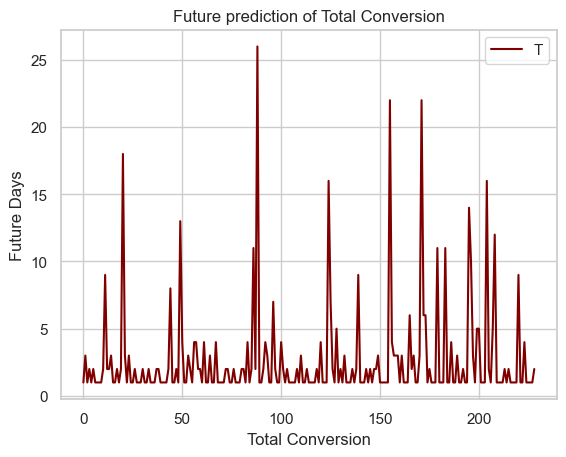 Future prediction of Total Conversion
T
25
20
15
10
5
0
Future Days
0 50 100 150 200
Total Conversion